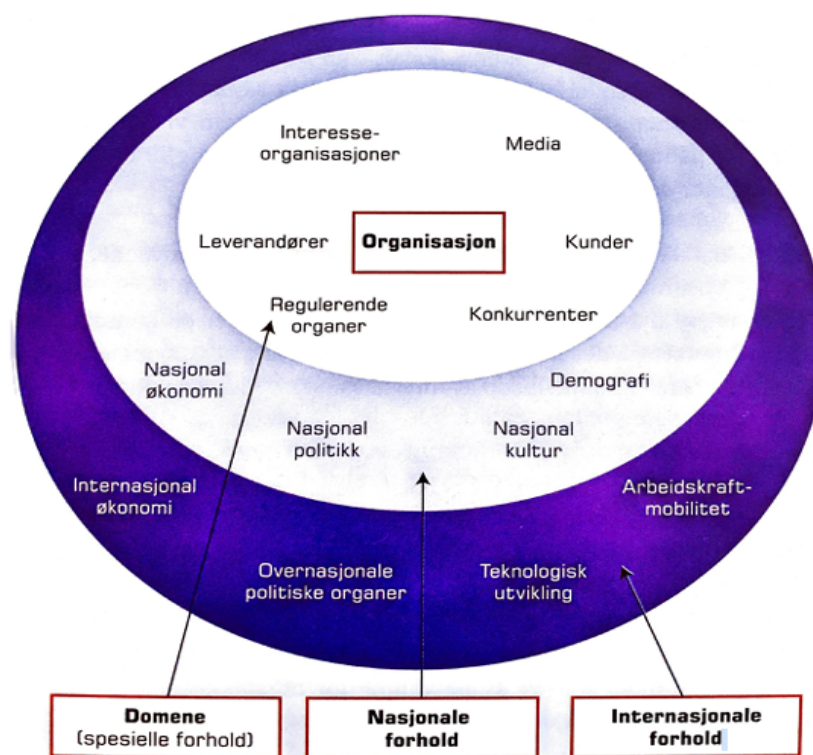 Interesse-
organisasjoner
Media
Leverandører
Organisasjon
Kunder
Regulerende
organer
Konkurrenter
Nasjonal
økonomi
Demografi
Nasjonal
politikk
Nasjonal
kultur
Internasjonal
økonomi
Arbeidskraft-
mobilitet
Overnasjonale
politiske organer
Teknologisk
utvikling
Domene
(spesielle forhold)
Nasjonale
forhold
Internasjonale
forhold